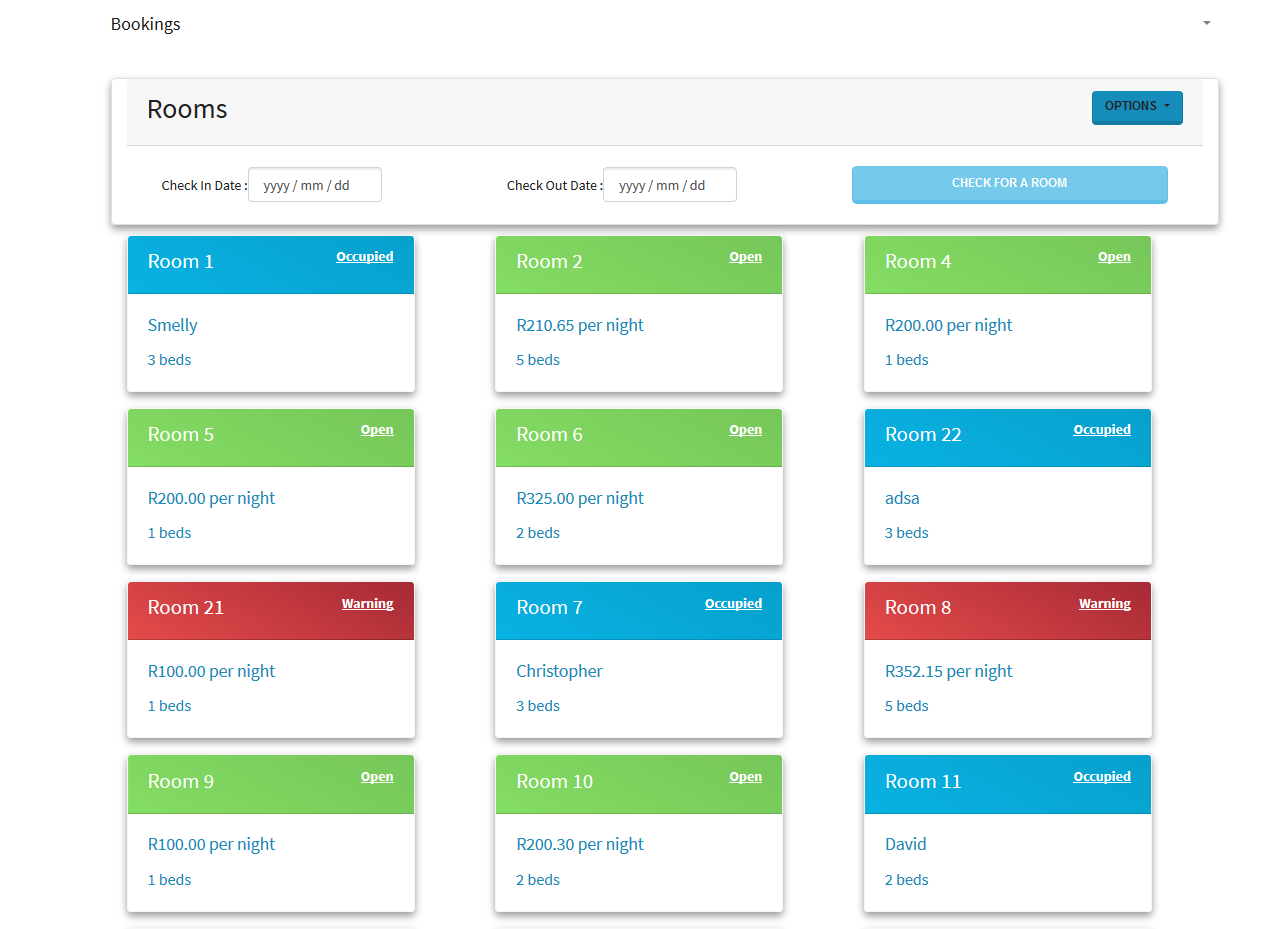 Bookings
Rooms
OPTIONS
Check In Date : yyyy / mm / dd
Check Out Date : yyyy / mm / dd
CHECK FOR A ROOM
Room 1 Occupied
Smelly
3 beds
Room 2 Open
R210.65 per night
5 beds
Room 4 Open
R200.00 per night
1 beds
Room 5 Open
R200.00 per night
1 beds
Room 6 Open
R325.00 per night
2 beds
Room 22 Occupied
adsa
3 beds
Room 21 Warning
R100.00 per night
1 beds
Room 7 Occupied
Christopher
3 beds
Room 8 Warning
R352.15 per night
5 beds
Room 9 Open
R100.00 per night
1 beds
Room 10 Open
R200.30 per night
2 beds
Room 11 Occupied
David
2 beds